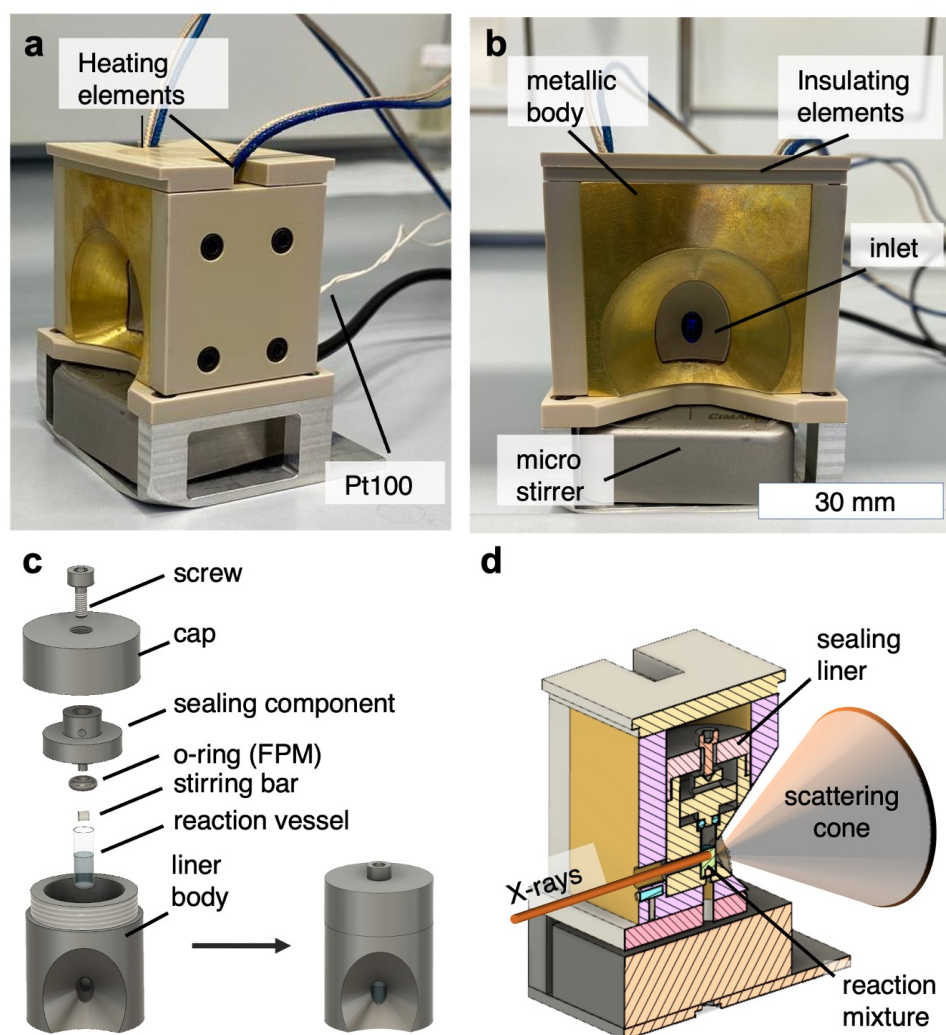 a
Heating
elements
Pt100
b
metallic
body
Insulating
elements
inlet
micro
stirrer
30 mm
c
screw
cap
sealing component
o-ring (FPM)
stirring bar
reaction vessel
liner
body
d
sealing
liner
scattering
cone
X-rays
reaction
mixture